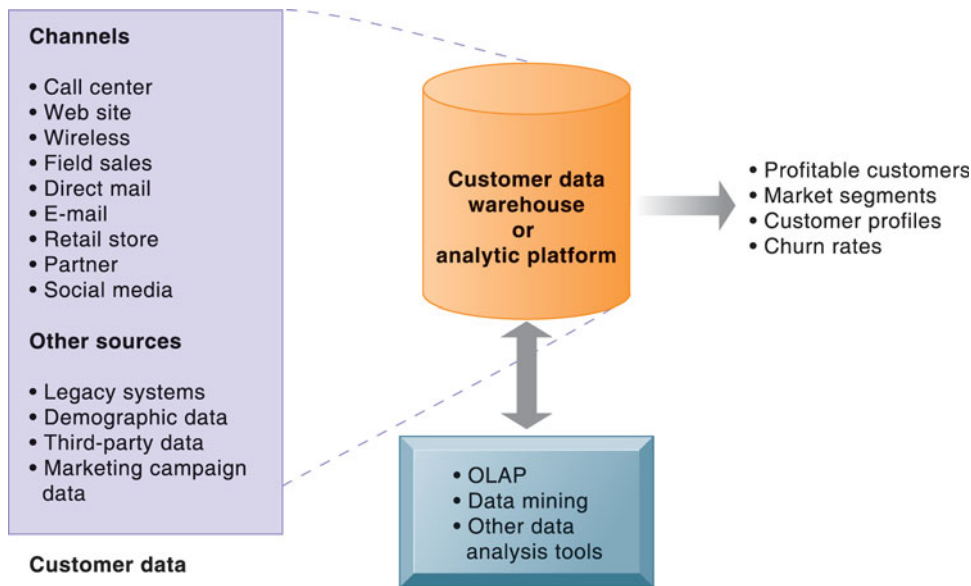 Channels
• Call center
• Web site
• Wireless
• Field sales
• Direct mail
• E-mail
• Retail store
• Partner
• Social media
Other sources
• Legacy systems
• Demographic data
• Third-party data
• Marketing campaign
data
Customer data
Customer data
warehouse
or
analytic platform
• Profitable customers
• Market segments
• Customer profiles
• Churn rates
• OLAP
• Data mining
• Other data
analysis tools